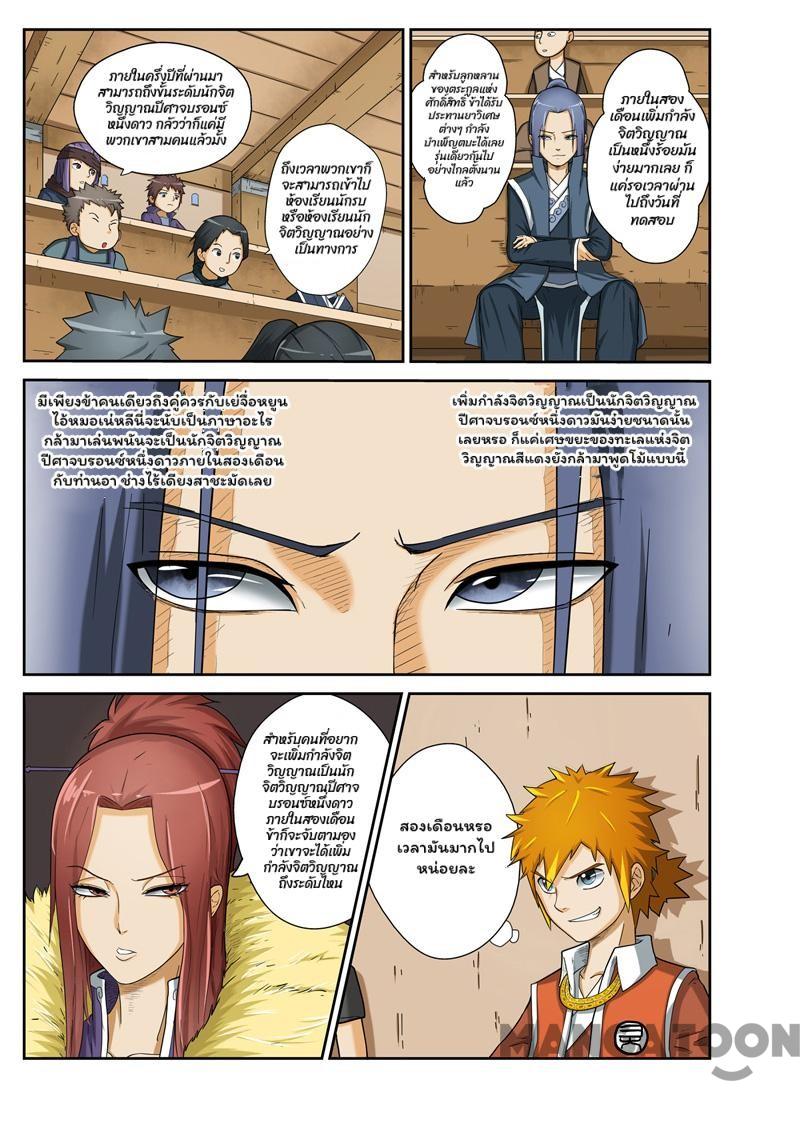 ภายในครึ่งปีที่ผ่านมา
สามารถถึงขั้นระดับนักจิต
วิญญาณปีศาจบรอนซ์
หนึ่งดาว กลัวว่าก็แค่มี
พวกเขาสามคนแล้วมั้ง
ถึงเวลาพวกเขาก็
จะสามารถเข้าไป
ห้องเรียนนักรบ
หรือห้องเรียนนัก
จิตวิญญาณอย่าง
เป็นทางการ
สำหรับลูกหลาน
ของตระกูลแห่ง
ศักดิ์สิทธิ์ ข้าได้รับ
ประทานยาวิเศษ
ต่างๆ กำลัง
บำเพ็ญตบะได้เลย
รุ่นเดียวกันไป
อย่างไกลตั้งนาน
แล้ว
ภายในสอง
เดือนเพิ่มกำลัง
จิตวิญญาณ
เป็นหนึ่งร้อยมัน
ง่ายมากเลย ก็
แค่รอเวลาผ่าน
ไปถึงวันที่
ทดสอบ
มีเพียงข้าคนเดียวถึงคู่ควรกับเย่จื่อหยูน
ไอ้หมอเน่หลีนี่จะนับเป็นภาษาอะไร
กล้ามาเล่นพนันจะเป็นนักจิตวิญญาณ
ปีศาจบรอนซ์หนึ่งดาวภายในสองเดือน
กับท่านอา ช่างไร้เดียงสาชะมัดเลย
เพิ่มกำลังจิตวิญญาณเป็นนักจิตวิญญาณ
ปีศาจบรอนซ์หนึ่งดาวมันง่ายขนาดนั้น
เลยหรอ ก็แค่เศษขยะของทะเลแห่งจิต
วิญญาณสีแดงยังกล้ามาพูดโม้แบบนี้
สำหรับคนที่อยาก
จะเพิ่มกำลังจิต
วิญญาณเป็นนัก
จิตวิญญาณปีศาจ
บรอนซ์หนึ่งดาว
ภายในสองเดือน
ข้าก็จะจับตามอง
ว่าเขาจะได้เพิ่ม
กำลังจิตวิญญาณ
ถึงระดับไหน
สองเดือนหรอ
เวลามันมากไป
หน่อยละ
MANGATOON